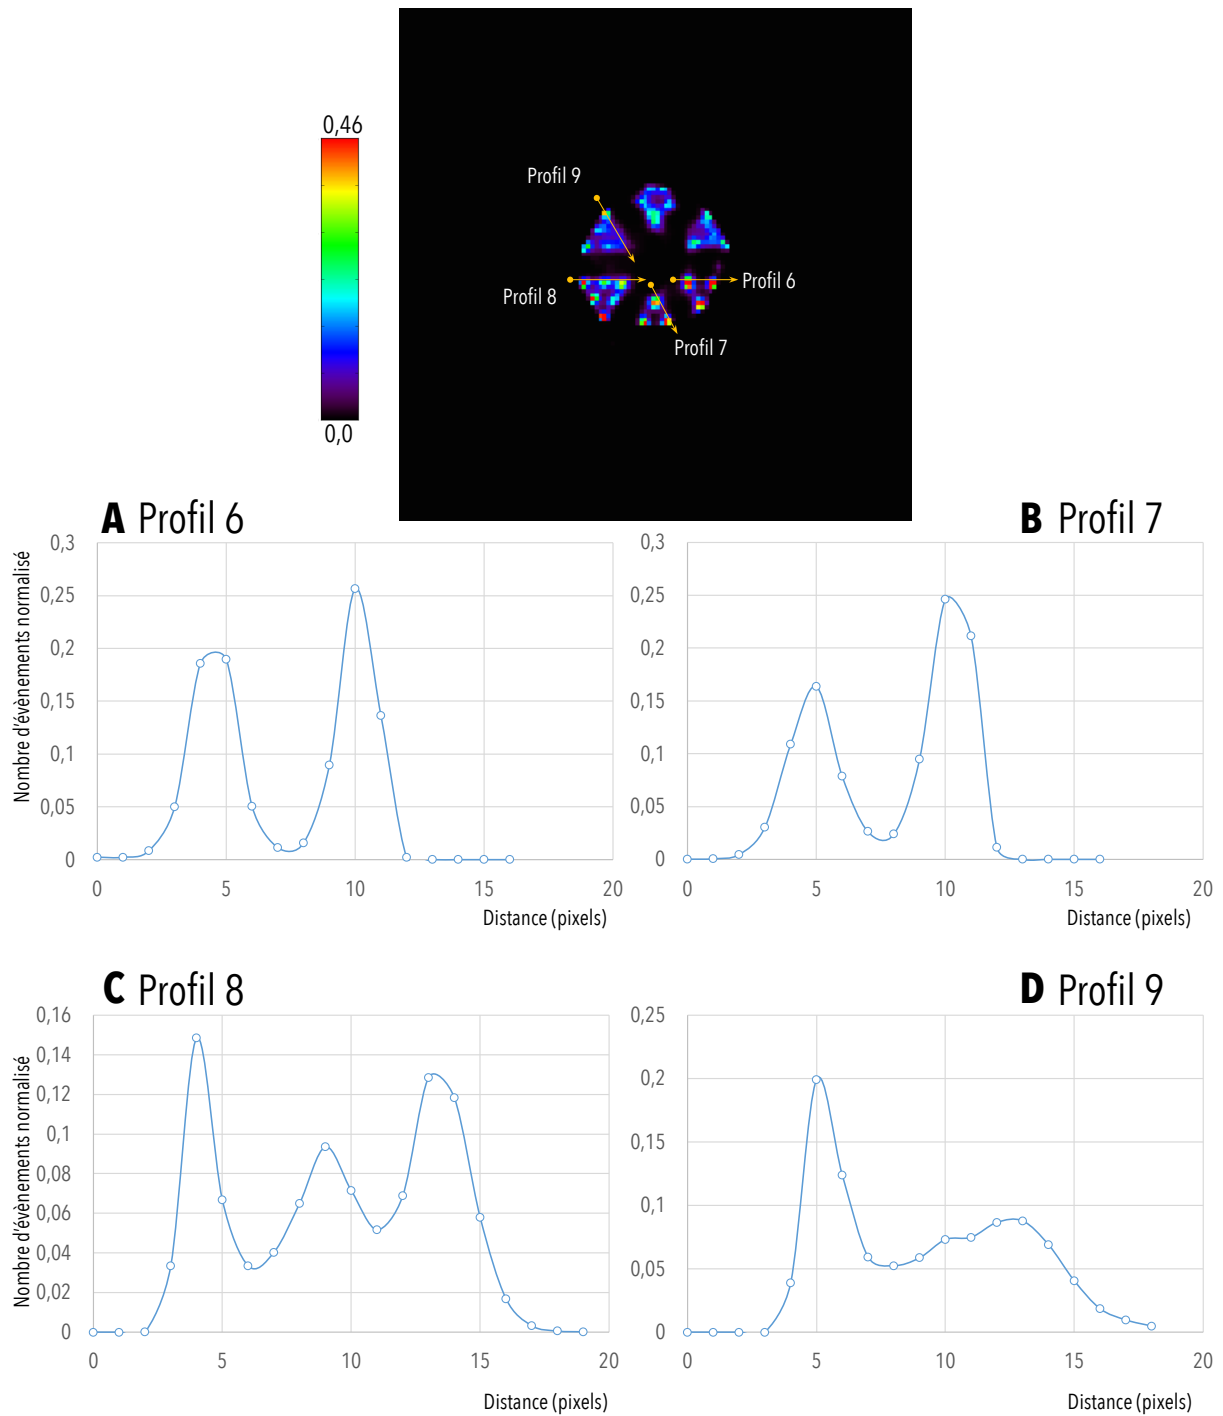 0,46
0,0
Profil 9
Profil 8
Profil 6
Profil 7
A Profil 6
Nombre d'évènements normalisé
0,3
0,25
0,2
0,15
0,1
0,05
0
0 5 10 15 20
Distance (pixels)
B Profil 7
0,3
0,25
0,2
0,15
0,1
0,05
0
0 5 10 15 20
Distance (pixels)
C Profil 8
Nombre d'évènements normalisé
0,16
0,14
0,12
0,1
0,08
0,06
0,04
0,02
0
0 5 10 15 20
Distance (pixels)
D Profil 9
0,25
0,2
0,15
0,1
0,05
0
0 5 10 15 20
Distance (pixels)